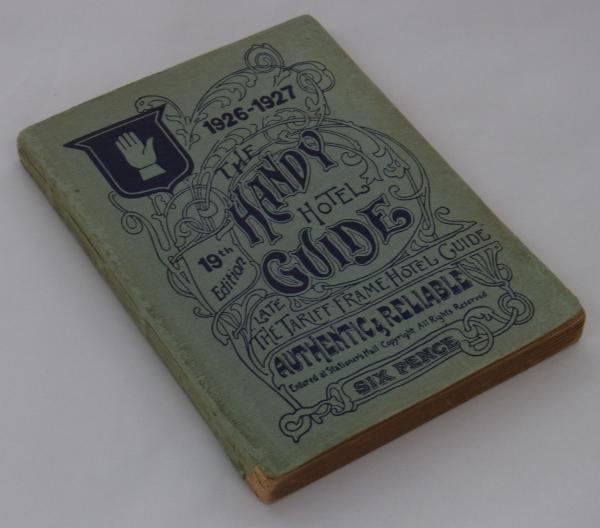 1926-1927
THE
HANDY
HOTEL
GUIDE
19th
Edition
LATE
THE TARIFF FRAME HOTEL GUIDE
AUTHENTIC & RELIABLE
Entered at Stationer's Hall Copyright All Rights Reserved
SIX PENCE